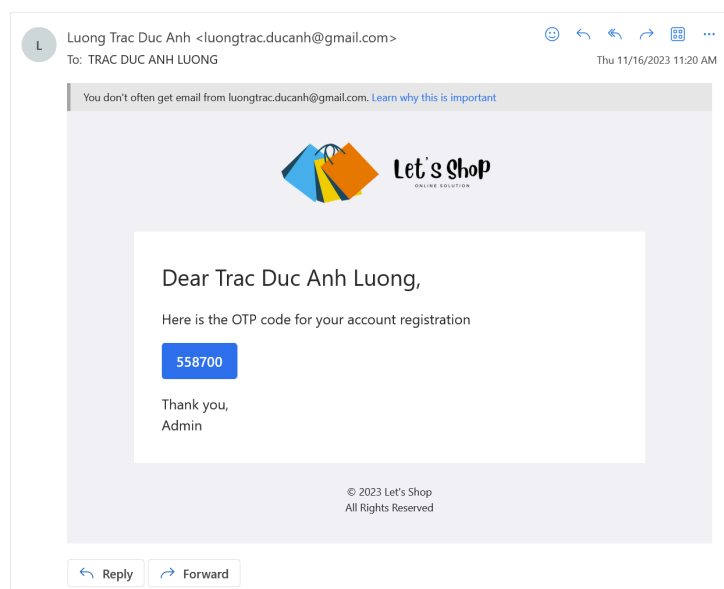 L
Luong Trac Duc Anh <luongtrac.ducanh@gmail.com>
To: TRAC DUC ANH LUONG
Thu 11/16/2023 11:20 AM
You don't often get email from luongtrac.ducanh@gmail.com. Learn why this is important
Let's Shop
ONLINE SOLUTION
Dear Trac Duc Anh Luong,
Here is the OTP code for your account registration
558700
Thank you,
Admin
© 2023 Let's Shop
All Rights Reserved
Reply Forward